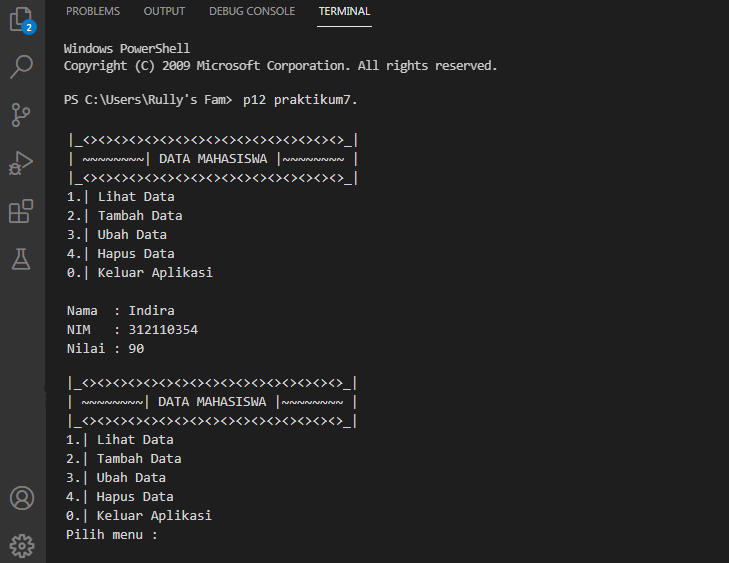 PROBLEMS OUTPUT DEBUG CONSOLE TERMINAL
2
Windows PowerShell
Copyright (C) 2009 Microsoft Corporation. All rights reserved.
PS C:\Users\Rully's Fam> p12 praktikum7.
|_<><><><><><><><><><><><><><><><><>_|
| ~~~~~~~~| DATA MAHASISWA |~~~~~~~~ |
|_<><><><><><><><><><><><><><><><><>_|
1.| Lihat Data
2.| Tambah Data
3.| Ubah Data
4.| Hapus Data
0.| Keluar Aplikasi
Nama  : Indira
NIM   : 312110354
Nilai : 90
|_<><><><><><><><><><><><><><><><><>_|
| ~~~~~~~~| DATA MAHASISWA |~~~~~~~~ |
|_<><><><><><><><><><><><><><><><><>_|
1.| Lihat Data
2.| Tambah Data
3.| Ubah Data
4.| Hapus Data
0.| Keluar Aplikasi
Pilih menu :